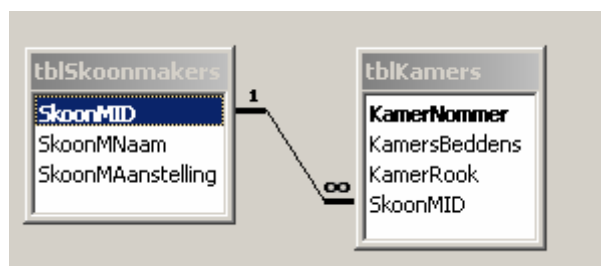 tblSkoonmakers
SkoonMID
SkoonMNaam
SkoonMAanstelling
1
∞
tblKamers
KamerNommer
KamersBeddens
KamerRook
SkoonMID